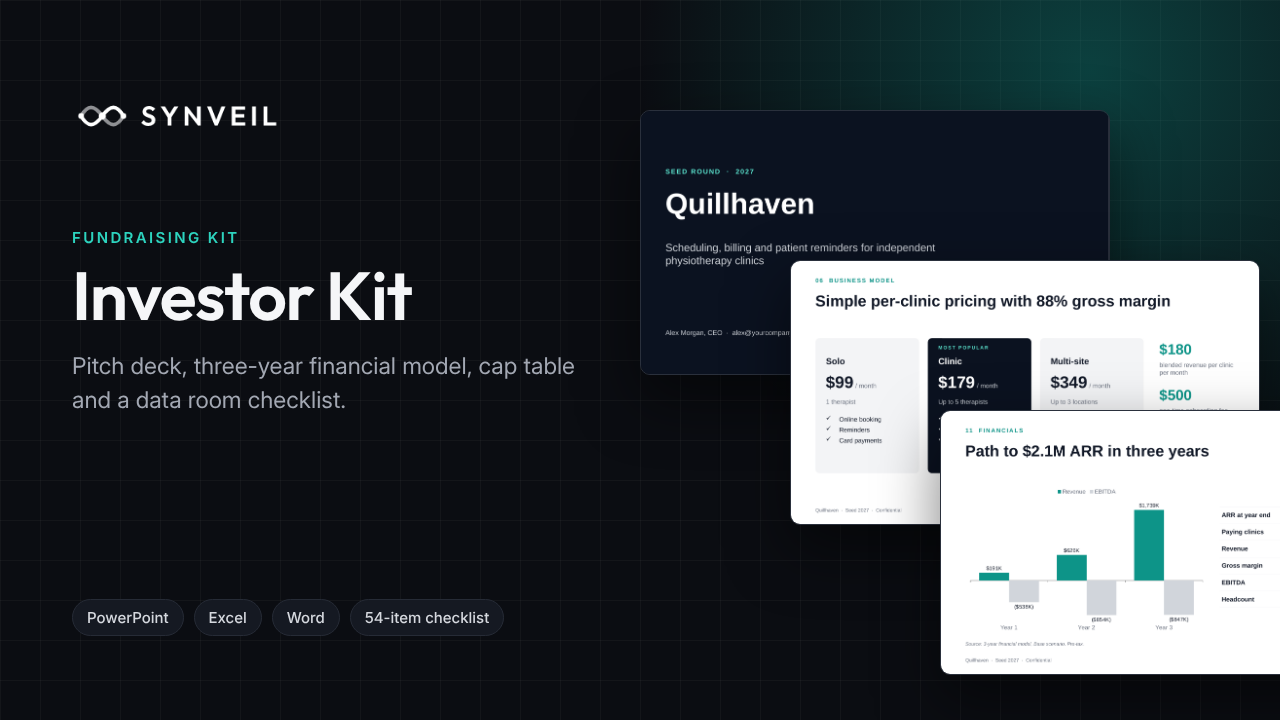 SYNVEIL
FUNDRAISING KIT
Investor Kit
Pitch deck, three-year financial model, cap table
and a data room checklist.
PowerPoint
Excel
Word
54-item checklist
SEED ROUND · 2027
Quillhaven
Scheduling, billing and patient reminders for independent
physiotherapy clinics
Alex Morgan, CEO · alex@yourcompan
08 BUSINESS MODEL
Simple per-clinic pricing with 88% gross margin
Solo
$99 / month
1 therapist
✓ Online booking
✓ Reminders
✓ Card payments
MOST POPULAR
Clinic
$179 / month
Up to 5 therapists
Multi-site
$349 / month
Up to 3 locations
$180
blended revenue per clinic
per month
$500
Quillhaven · Seed 2027 · Confidential
11 FINANCIALS
Path to $2.1M ARR in three years
Revenue EBITDA
$1,739K
Year 1
Year 2
Year 3
ARR at year end
Paying clinics
Revenue
Gross margin
EBITDA
Headcount
Quillhaven · Seed 2027 · Confidential